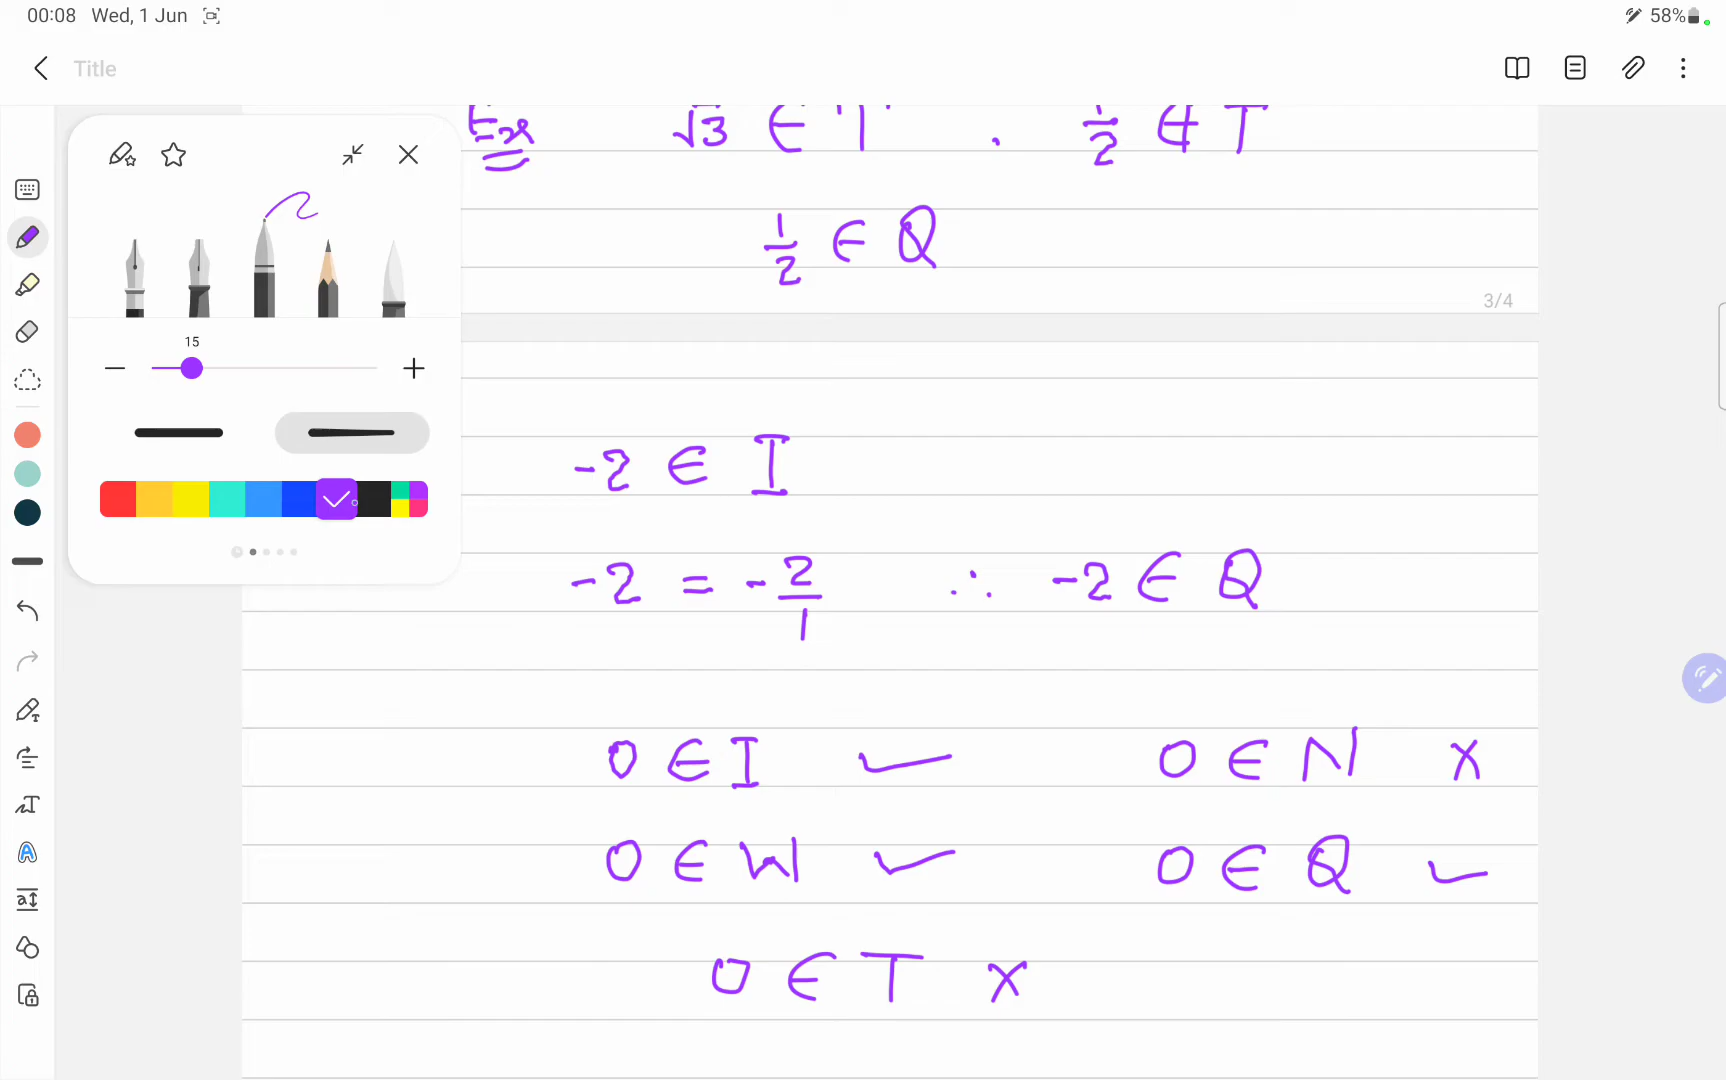 00:08 Wed, 1 Jun 58%
Title
Ex √3 ∈ T . 1/2 ∉ T
1/2 ∈ Q
3/4
15
-2 ∈ I
-2 = -2/1 ∴ -2 ∈ Q
0 ∈ I ✓ 0 ∈ N x
0 ∈ W ✓ 0 ∈ Q ✓
0 ∈ T x